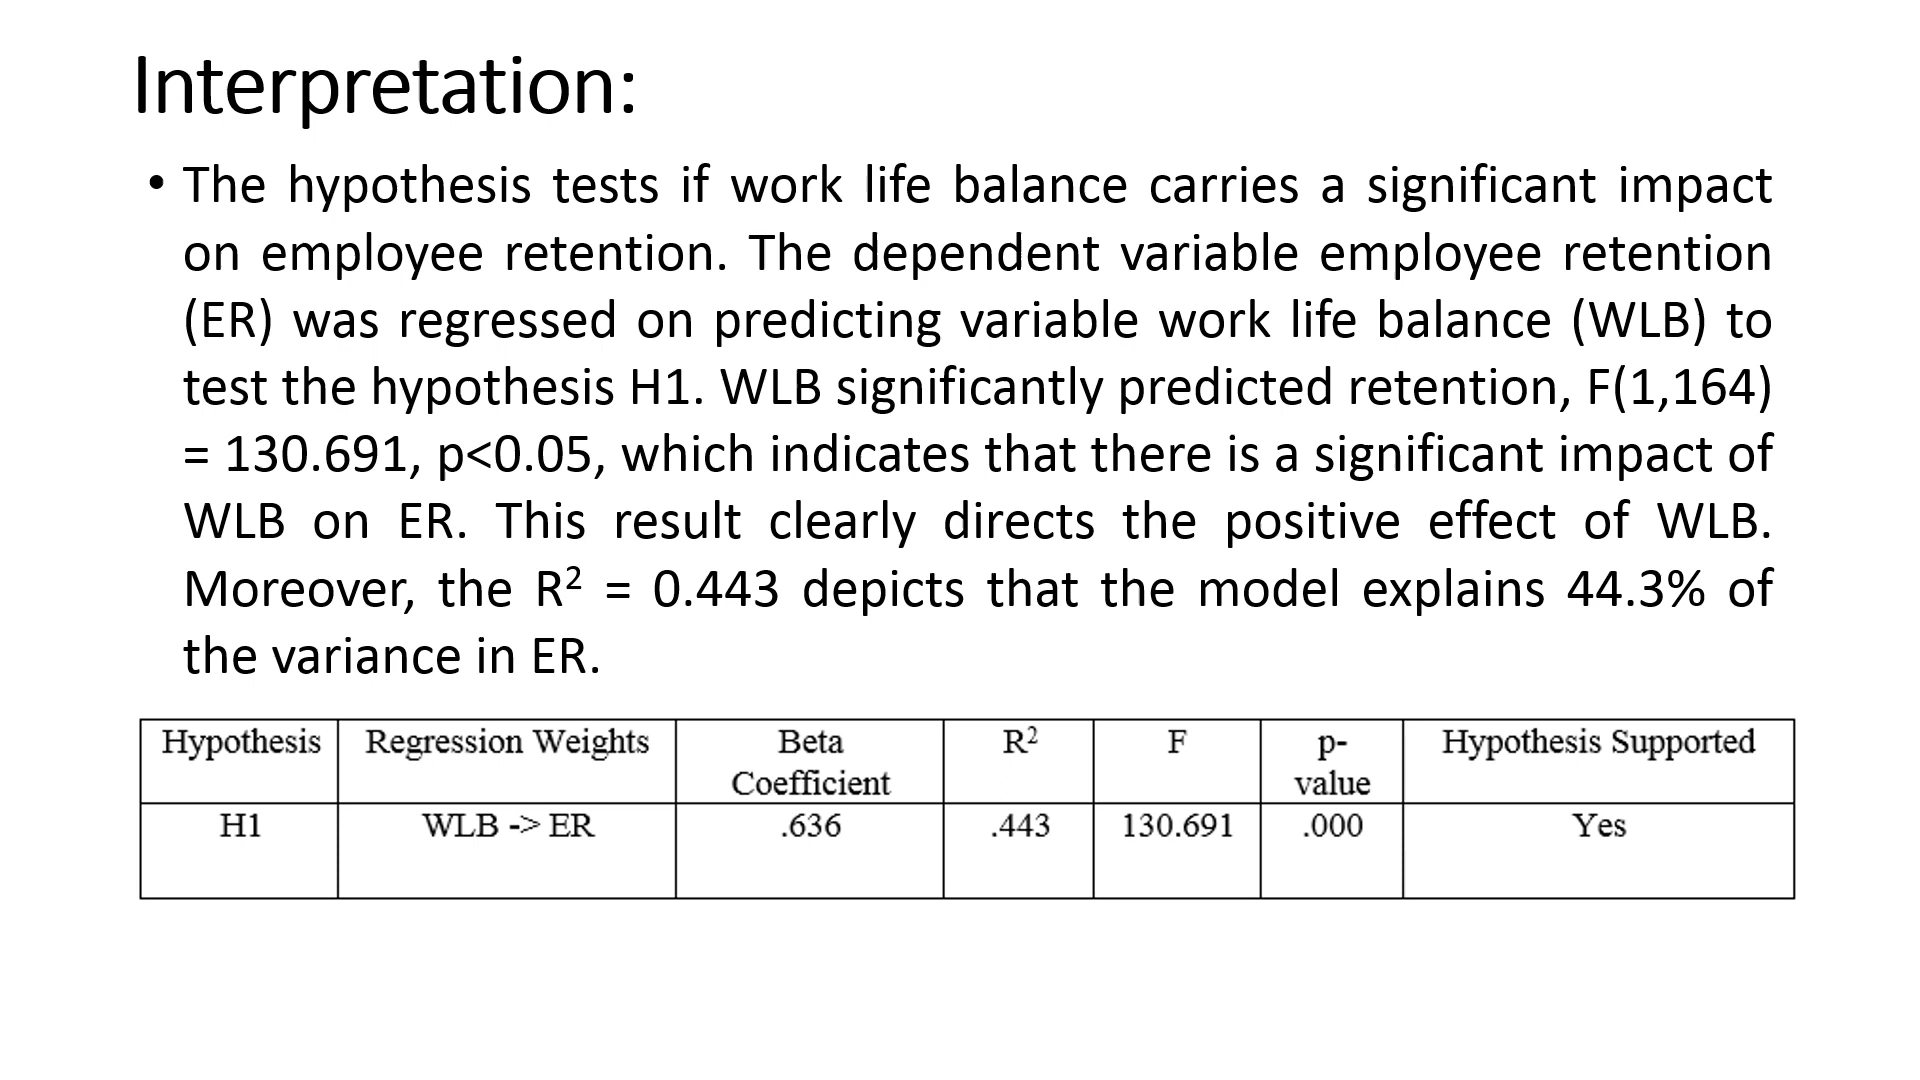 Interpretation:
• The hypothesis tests if work life balance carries a significant impact
on employee retention. The dependent variable employee retention
(ER) was regressed on predicting variable work life balance (WLB) to
test the hypothesis H1. WLB significantly predicted retention, F(1,164)
= 130.691, p<0.05, which indicates that there is a significant impact of
WLB on ER. This result clearly directs the positive effect of WLB.
Moreover, the R² = 0.443 depicts that the model explains 44.3% of
the variance in ER.
Hypothesis Regression Weights Beta Coefficient R² F p-value Hypothesis Supported
H1 WLB -> ER .636 .443 130.691 .000 Yes